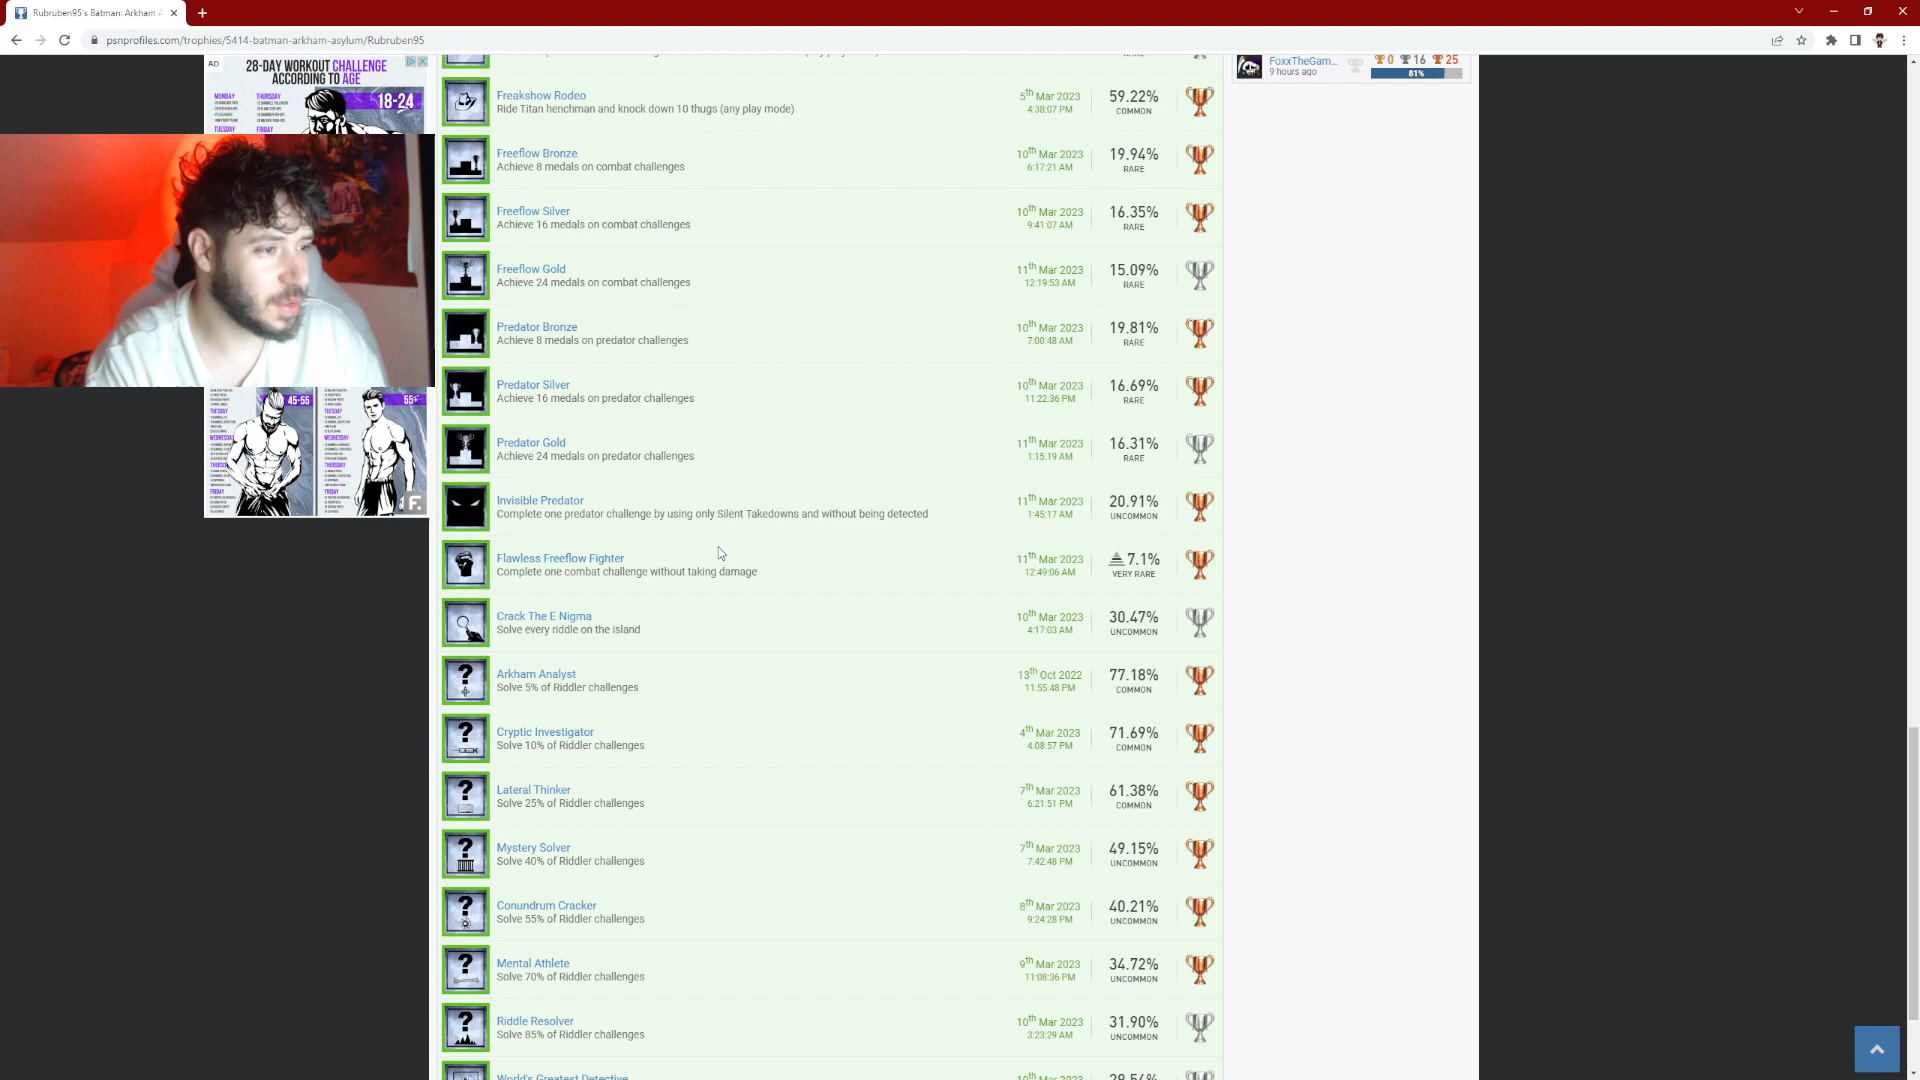 Rubruben95's Batman: Arkham A
psnprofiles.com/trophies/5414-batman-arkham-asylum/Rubruben95
AD
28-DAY WORKOUT CHALLENGE
ACCORDING TO AGE
MONDAY
THURSDAY
TUESDAY
FRIDAY
18-24
45-55
55+
TUESDAY
WEDNESDAY
THURSDAY
FRIDAY
F.
RARE
FoxxTheGam...
9 hours ago
0 16 25
81%
Freakshow Rodeo
Ride Titan henchman and knock down 10 thugs (any play mode)
5th Mar 2023
4:38:07 PM
59.22%
COMMON
Freeflow Bronze
Achieve 8 medals on combat challenges
10th Mar 2023
6:17:21 AM
19.94%
RARE
Freeflow Silver
Achieve 16 medals on combat challenges
10th Mar 2023
9:41:07 AM
16.35%
RARE
Freeflow Gold
Achieve 24 medals on combat challenges
11th Mar 2023
12:19:53 AM
15.09%
RARE
Predator Bronze
Achieve 8 medals on predator challenges
10th Mar 2023
7:00:48 AM
19.81%
RARE
Predator Silver
Achieve 16 medals on predator challenges
10th Mar 2023
11:22:36 PM
16.69%
RARE
Predator Gold
Achieve 24 medals on predator challenges
11th Mar 2023
1:15:19 AM
16.31%
RARE
Invisible Predator
Complete one predator challenge by using only Silent Takedowns and without being detected
11th Mar 2023
1:45:17 AM
20.91%
UNCOMMON
Flawless Freeflow Fighter
Complete one combat challenge without taking damage
11th Mar 2023
12:49:06 AM
7.1%
VERY RARE
Crack The E Nigma
Solve every riddle on the island
10th Mar 2023
4:17:03 AM
30.47%
UNCOMMON
Arkham Analyst
Solve 5% of Riddler challenges
13th Oct 2022
11:55:48 PM
77.18%
COMMON
Cryptic Investigator
Solve 10% of Riddler challenges
4th Mar 2023
4:08:57 PM
71.69%
COMMON
Lateral Thinker
Solve 25% of Riddler challenges
7th Mar 2023
6:21:51 PM
61.38%
COMMON
Mystery Solver
Solve 40% of Riddler challenges
7th Mar 2023
7:42:48 PM
49.15%
UNCOMMON
Conundrum Cracker
Solve 55% of Riddler challenges
8th Mar 2023
9:24:28 PM
40.21%
UNCOMMON
Mental Athlete
Solve 70% of Riddler challenges
9th Mar 2023
11:08:36 PM
34.72%
UNCOMMON
Riddle Resolver
Solve 85% of Riddler challenges
10th Mar 2023
3:23:29 AM
31.90%
UNCOMMON
World's Greatest Detective
10th Mar 2023